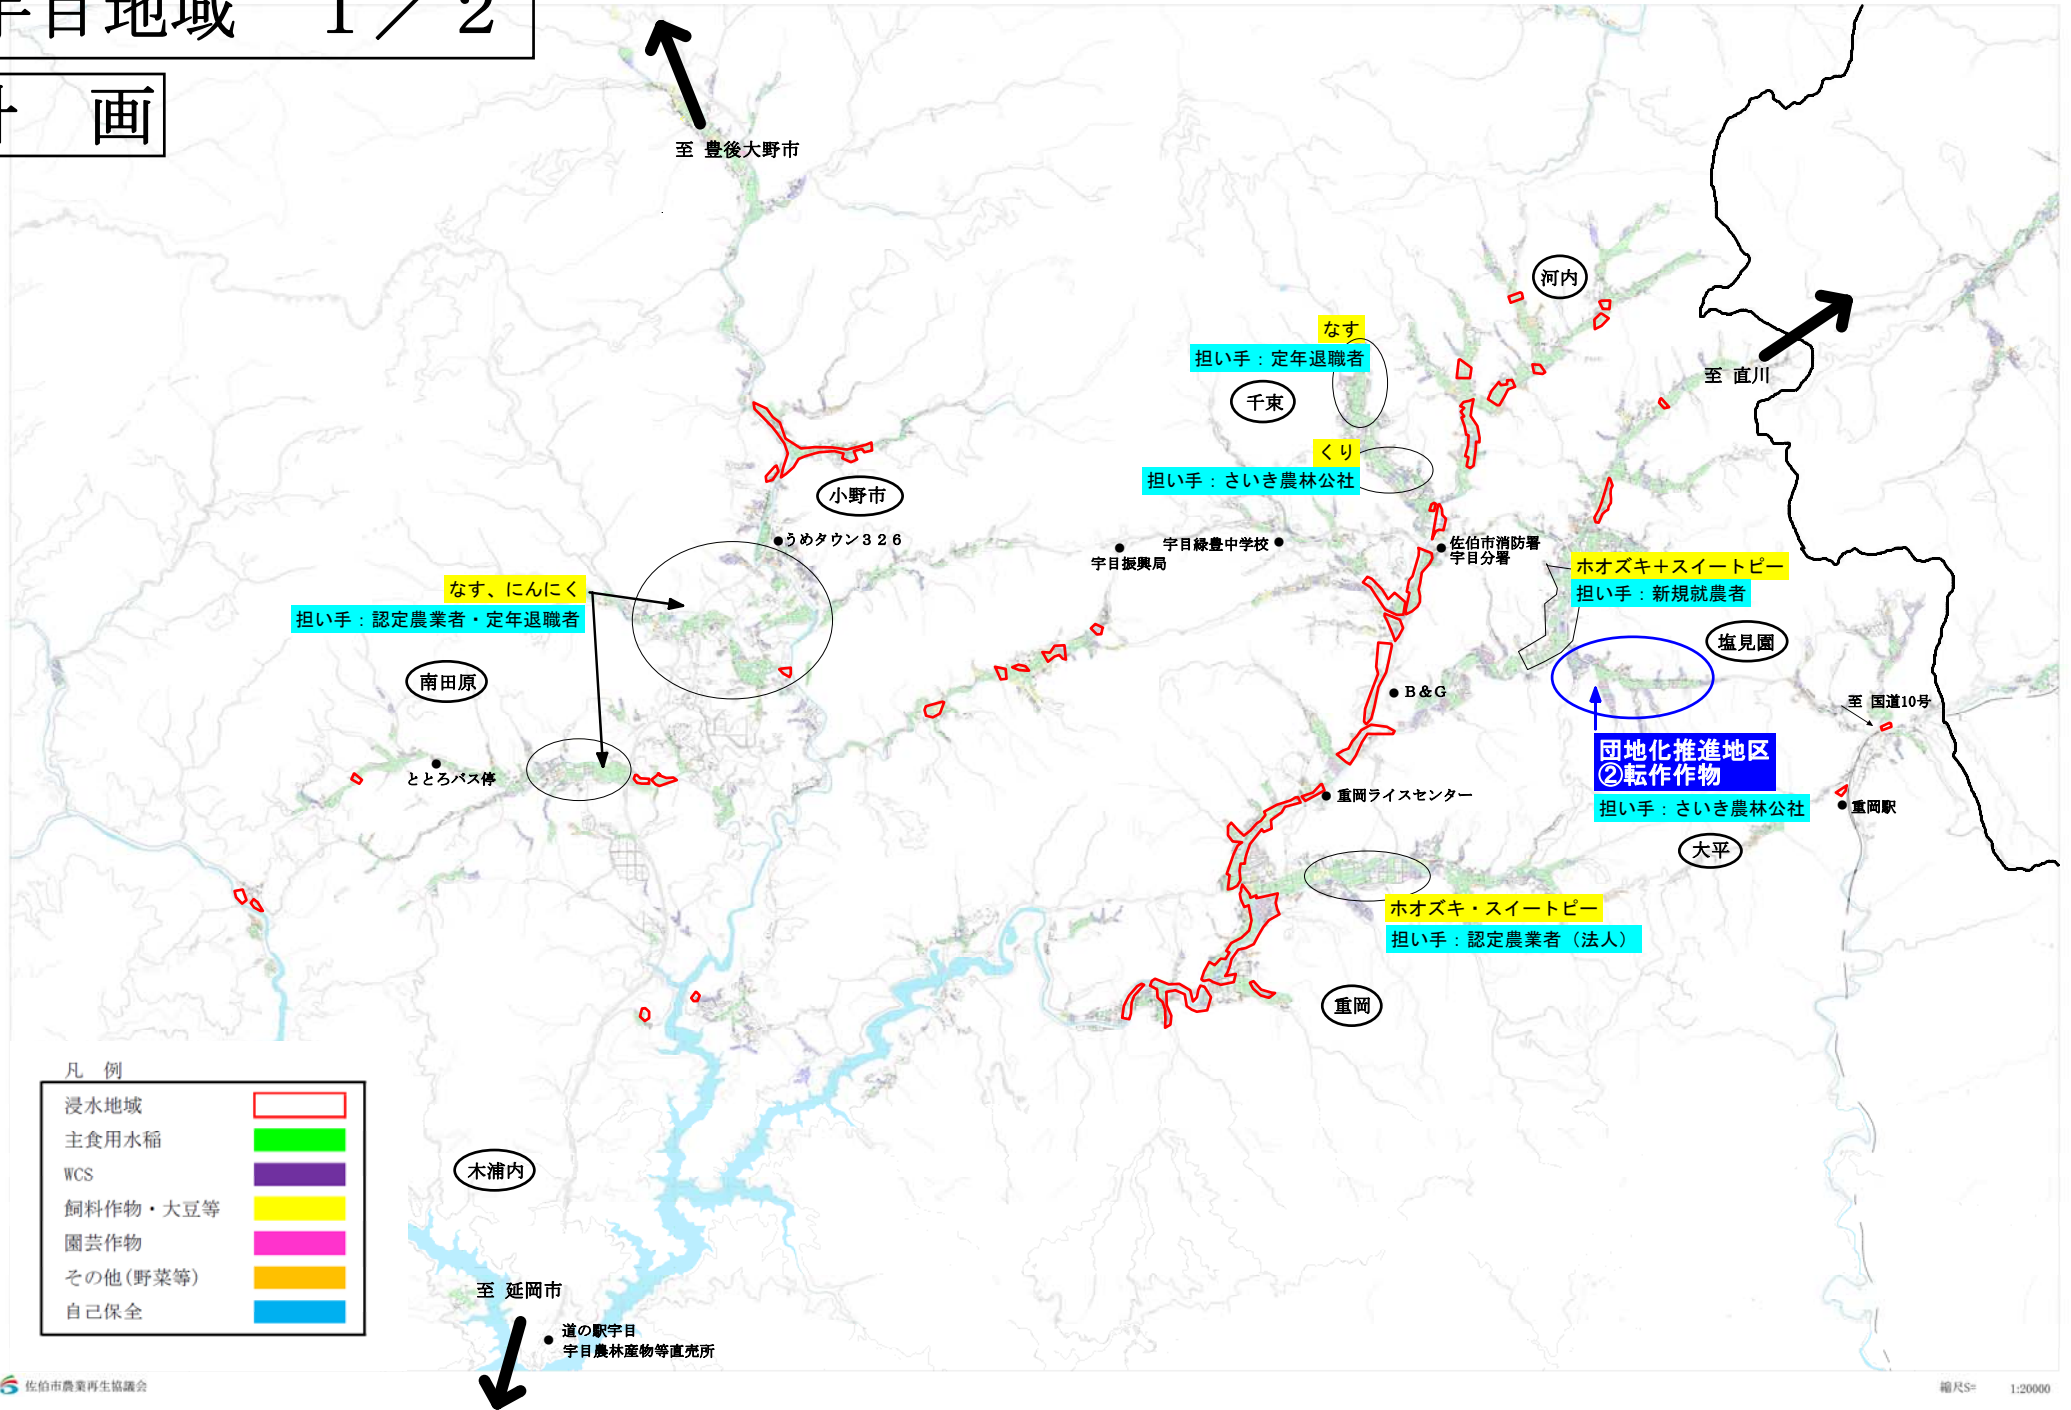 宇目地域　１／２
計　画
至 豊後大野市
河内
なす
担い手：定年退職者
至 直川
千束
くり
担い手：さいき農林公社
小野市
うめタウン３２６
宇目緑豊中学校
宇目振興局
佐伯市消防署
宇目分署
ホオズキ＋スイートピー
担い手：新規就農者
なす、にんにく
担い手：認定農業者・定年退職者
塩見園
南田原
B＆G
至 国道10号
団地化推進地区
②転作作物
担い手：さいき農林公社
ととろバス停
重岡ライスセンター
重岡駅
大平
ホオズキ・スイートピー
担い手：認定農業者（法人）
重岡
凡　例
浸水地域
主食用水稲
WCS
飼料作物・大豆等
園芸作物
その他(野菜等)
自己保全
木浦内
至 延岡市
道の駅宇目
宇目農林産物等直売所
佐伯市農業再生協議会
縮尺S=　1:20000